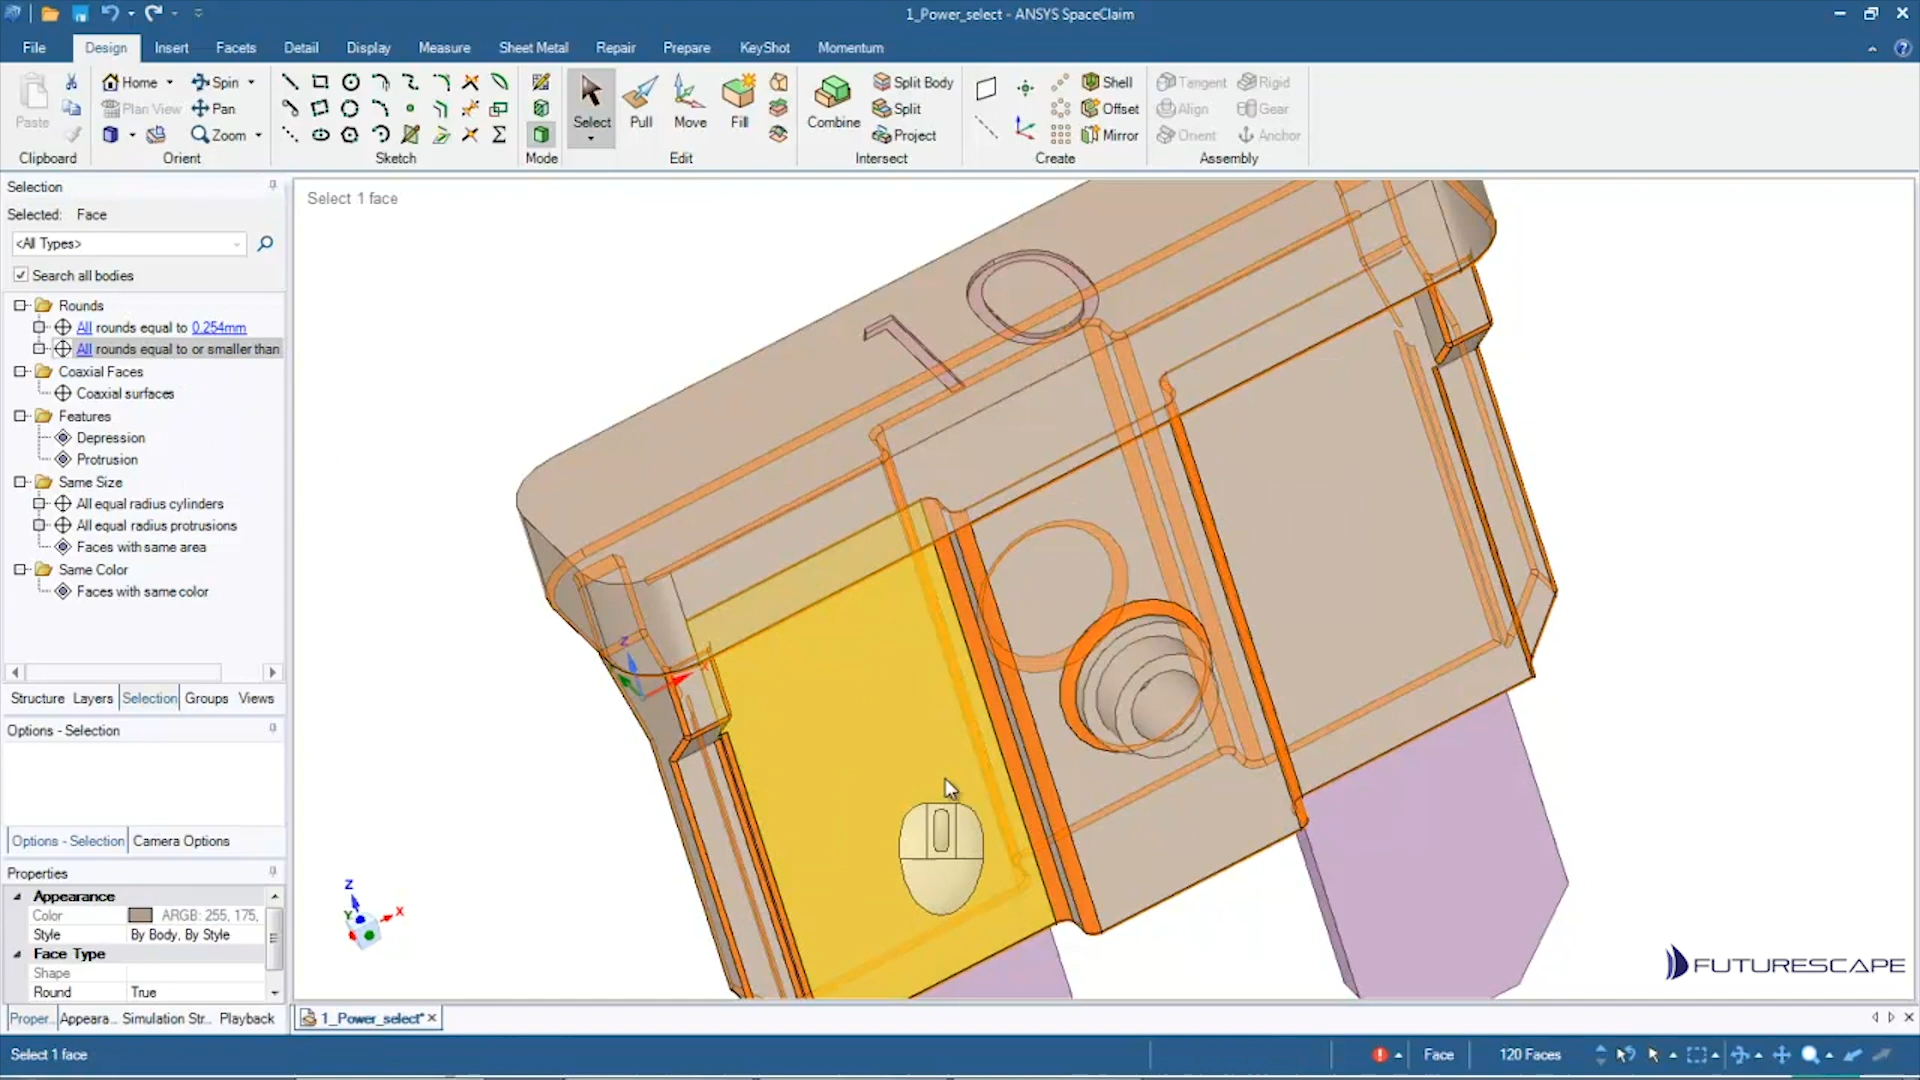 1_Power_select - ANSYS SpaceClaim
File Design Insert Facets Detail Display Measure Sheet Metal Repair Prepare KeyShot Momentum
Paste
Clipboard
Home Spin
Plan View Pan
Zoom
Orient
Sketch
Mode
Select Pull Move Fill
Edit
Combine
Split Body
Split
Project
Intersect
Shell
Offset
Mirror
Create
Tangent Rigid
Align Gear
Orient Anchor
Assembly
Selection
Selected: Face
<All Types>
Search all bodies
Rounds
All rounds equal to 0.254mm
All rounds equal to or smaller than
Coaxial Faces
Coaxial surfaces
Features
Depression
Protrusion
Same Size
All equal radius cylinders
All equal radius protrusions
Faces with same area
Same Color
Faces with same color
Structure Layers Selection Groups Views
Options - Selection
Options - Selection Camera Options
Properties
Appearance
Color ARGB: 255, 175,
Style By Body, By Style
Face Type
Shape
Round True
Proper... Appeara... Simulation Str... Playback
Select 1 face
10
Z
X
Z
Y
X
FUTURESCAPE
1_Power_select*
Select 1 face
Face
120 Faces